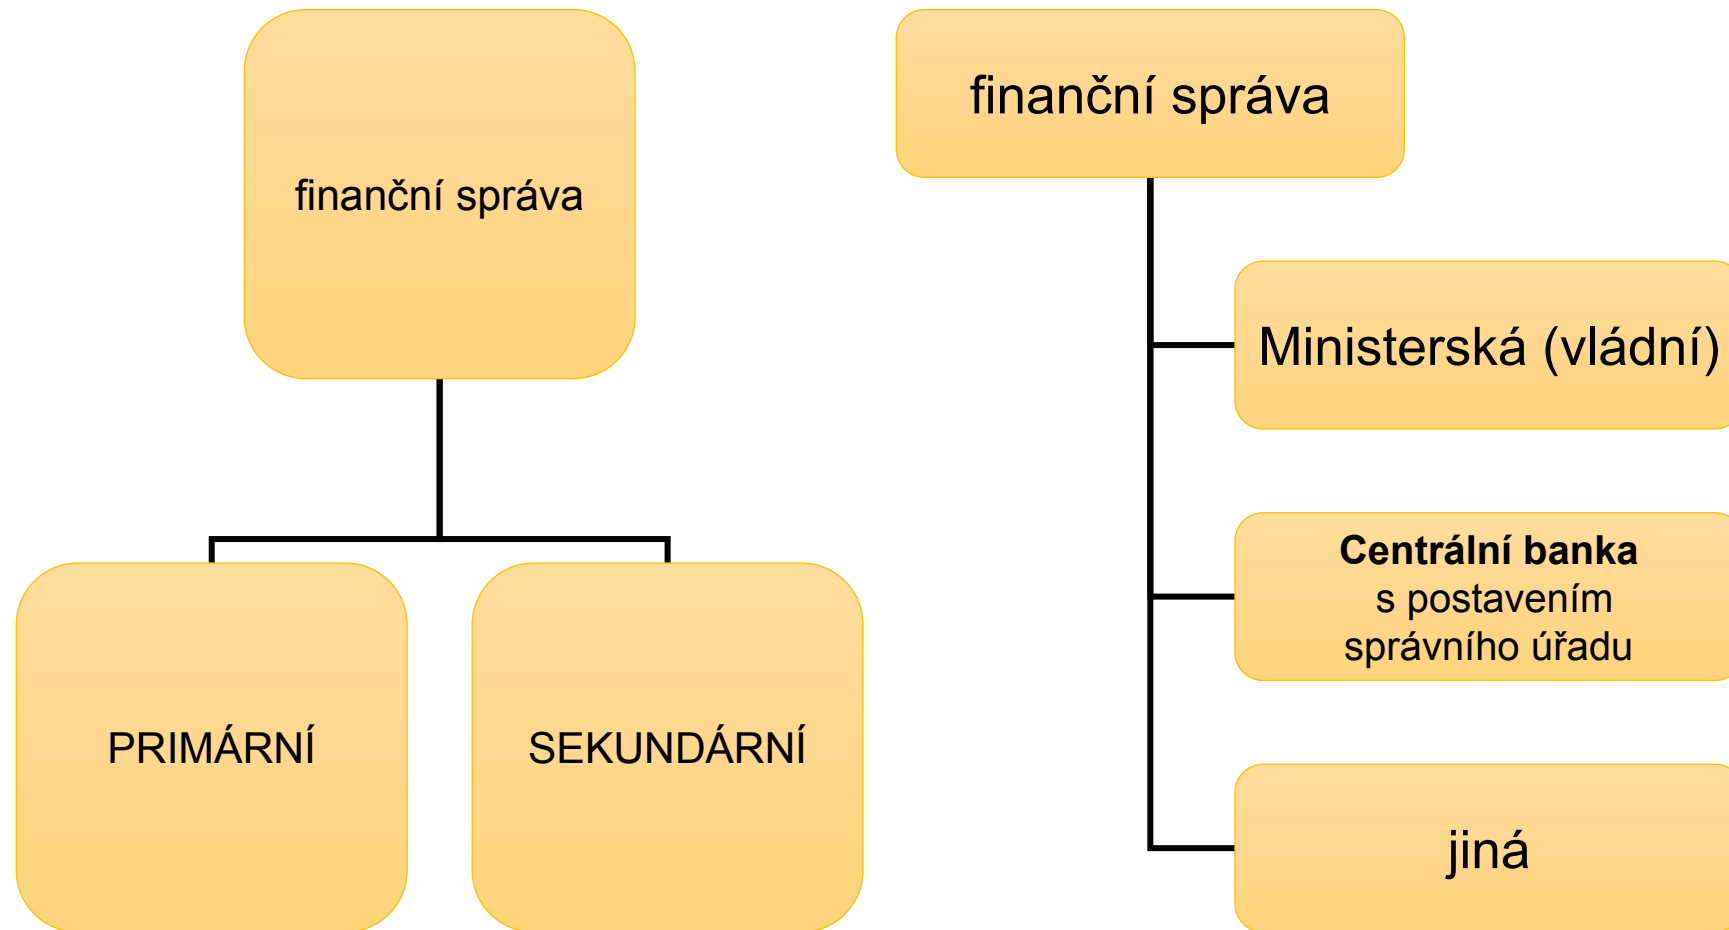 finanční správa
PRIMÁRNÍ
SEKUNDÁRNÍ
finanční správa
Ministerská (vládní)
Centrální banka
s postavením
správního úřadu
jiná